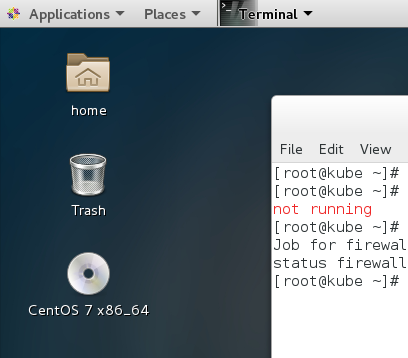 Applications Places Terminal
home
Trash
CentOS 7 x86_64
File Edit View
[root@kube ~]#
[root@kube ~]#
not running
[root@kube ~]#
Job for firewal
status firewall
[root@kube ~]#